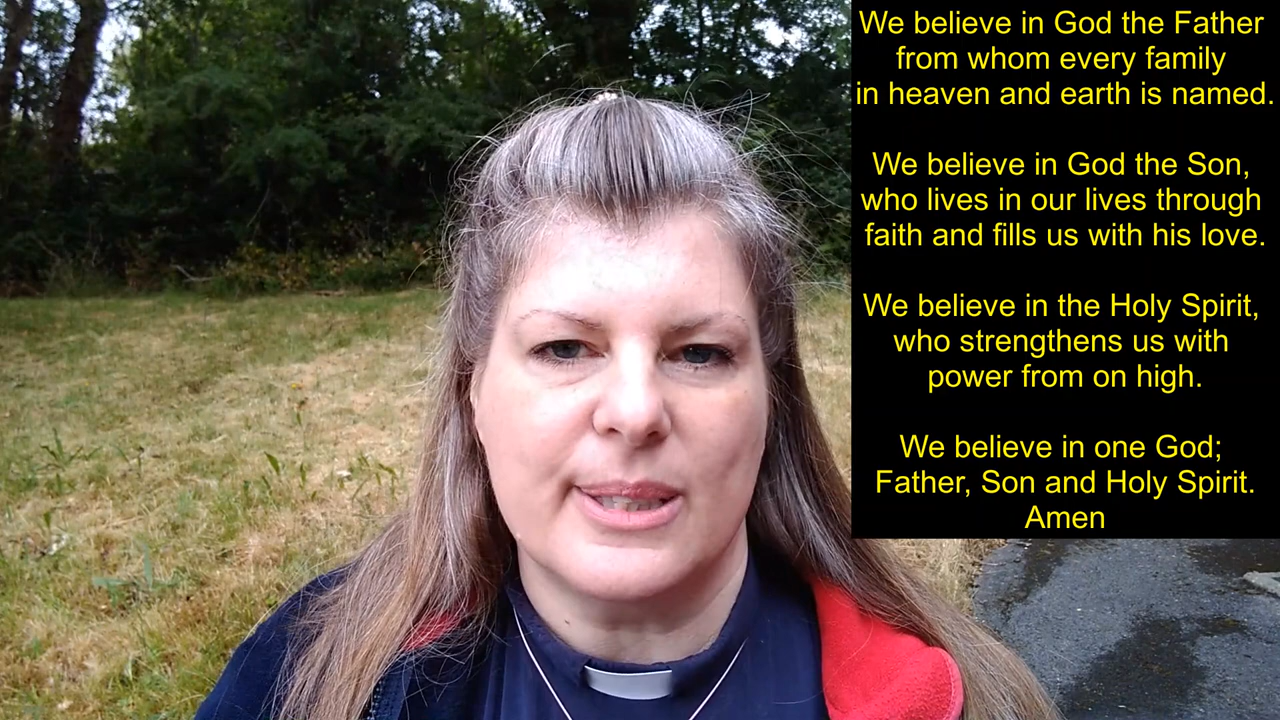 We believe in God the Father
from whom every family
in heaven and earth is named.
We believe in God the Son,
who lives in our lives through
faith and fills us with his love.
We believe in the Holy Spirit,
who strengthens us with
power from on high.
We believe in one God;
Father, Son and Holy Spirit.
Amen